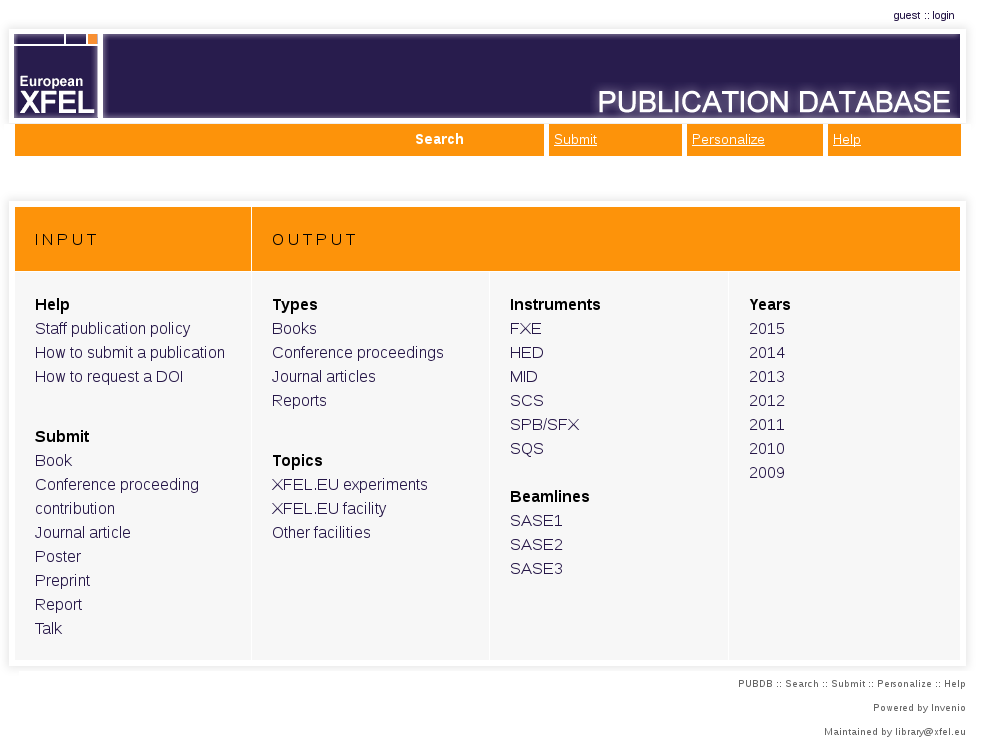 guest :: login
European
XFEL
PUBLICATION DATABASE
Search
Submit
Personalize
Help
INPUT
OUTPUT
Help
Staff publication policy
How to submit a publication
How to request a DOI
Submit
Book
Conference proceeding
contribution
Journal article
Poster
Preprint
Report
Talk
Types
Books
Conference proceedings
Journal articles
Reports
Topics
XFEL.EU experiments
XFEL.EU facility
Other facilities
Instruments
FXE
HED
MID
SCS
SPB/SFX
SQS
Beamlines
SASE1
SASE2
SASE3
Years
2015
2014
2013
2012
2011
2010
2009
PUBDB :: Search :: Submit :: Personalize :: Help
Powered by Invenio
Maintained by library@xfel.eu